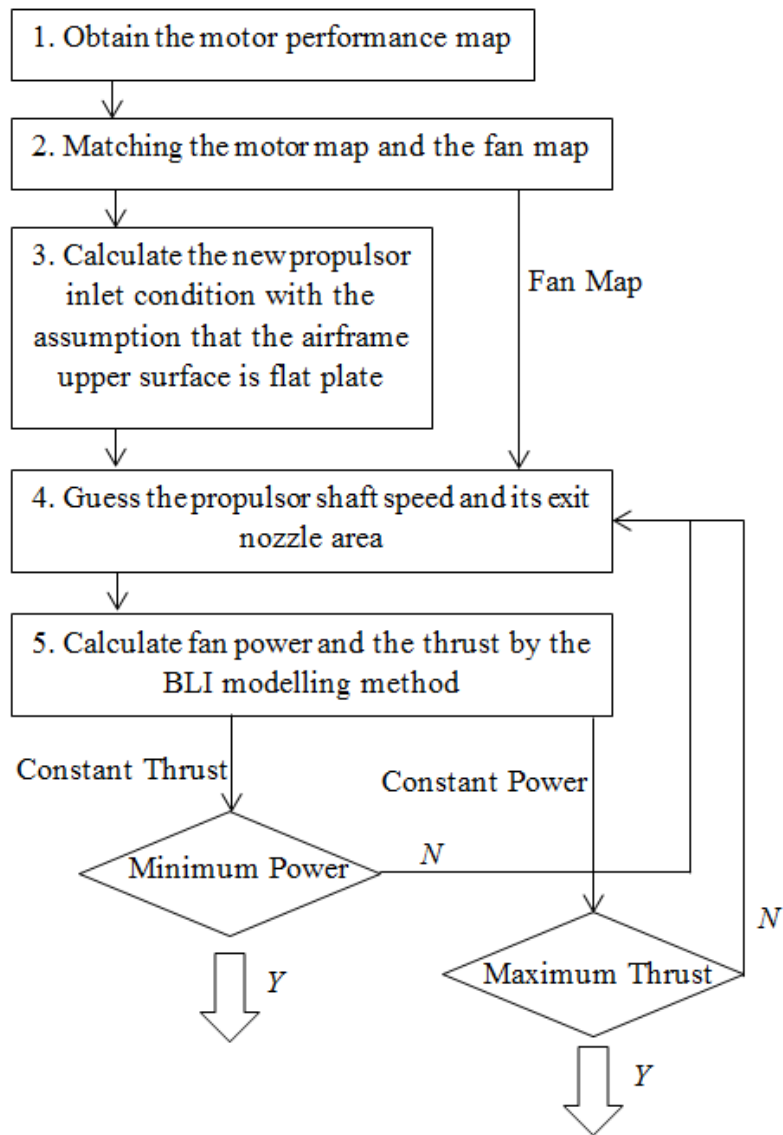 1. Obtain the motor performance map
2. Matching the motor map and the fan map
3. Calculate the new propulsor
inlet condition with the
assumption that the airframe
upper surface is flat plate
Fan Map
4. Guess the propulsor shaft speed and its exit
nozzle area
5. Calculate fan power and the thrust by the
BLI modelling method
Constant Thrust
Constant Power
Minimum Power
N
N
Y
Maximum Thrust
Y